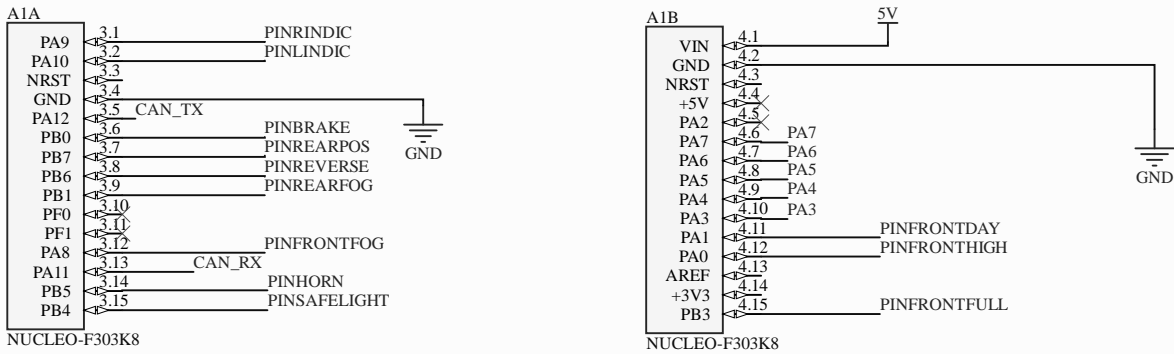 A1A
PA9 3.1 PINRINDIC
PA10 3.2 PINLINDIC
NRST 3.3
GND 3.4
PA12 3.5 CAN_TX
PB0 3.6 PINBRAKE
PB7 3.7 PINREARPOS
PB6 3.8 PINREVERSE
PB1 3.9 PINREARFOG
PF0 3.10
PF1 3.11
PA8 3.12 PINFRONTFOG
PA11 3.13 CAN_RX
PB5 3.14 PINHORN
PB4 3.15 PINSAFELIGHT
NUCLEO-F303K8
GND
A1B
5V
VIN 4.1
GND 4.2
NRST 4.3
+5V 4.4
PA2 4.5
PA7 4.6 PA7
PA6 4.7 PA6
PA5 4.8 PA5
PA4 4.9 PA4
PA3 4.10 PA3
PA1 4.11 PINFRONTDAY
PA0 4.12 PINFRONTHIGH
AREF 4.13
+3V3 4.14
PB3 4.15 PINFRONTFULL
NUCLEO-F303K8
GND